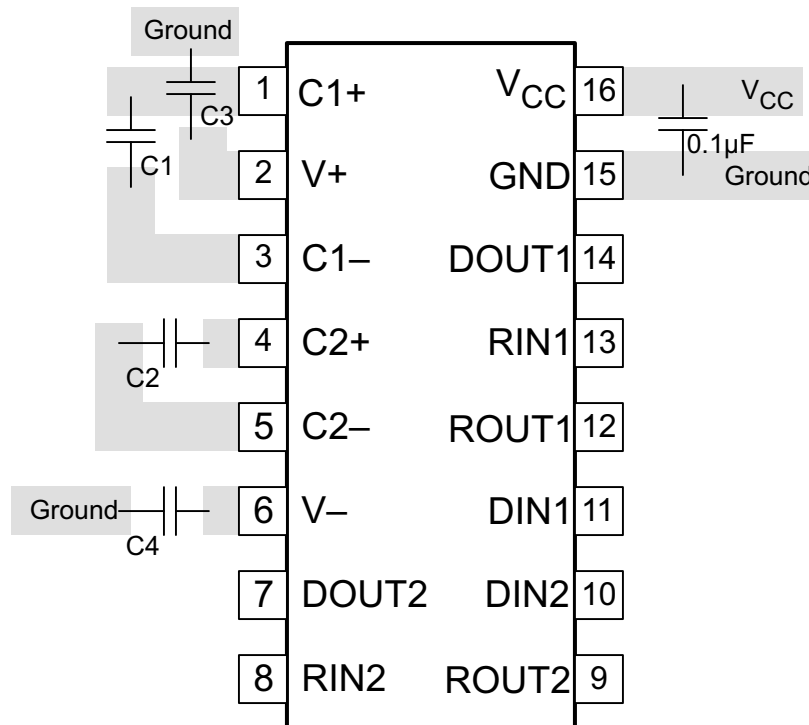 Ground
1 C1+ VCC 16 VCC
C3
C1
0.1µF
2 V+ GND 15 Ground
3 C1– DOUT1 14
4 C2+ RIN1 13
C2
5 C2– ROUT1 12
Ground 6 V– DIN1 11
C4
7 DOUT2 DIN2 10
8 RIN2 ROUT2 9